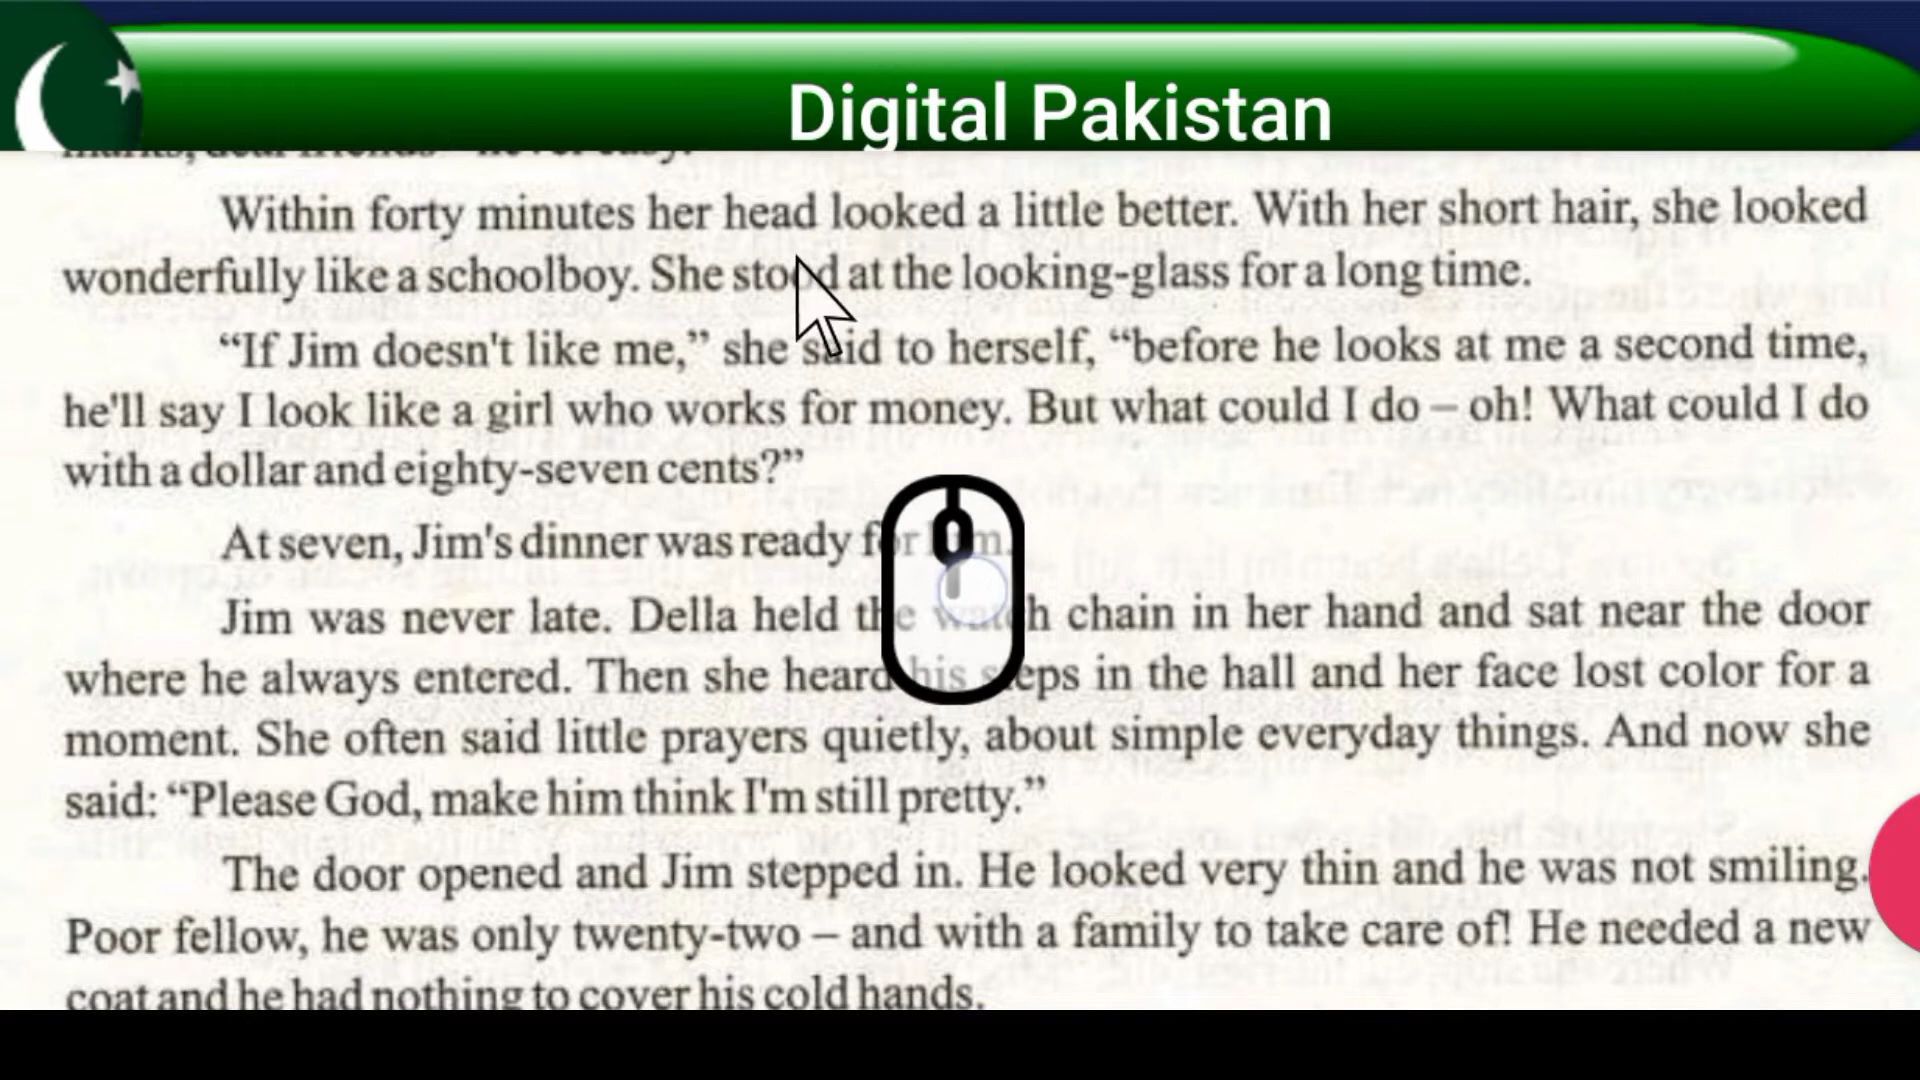 Digital Pakistan
Within forty minutes her head looked a little better. With her short hair, she looked
wonderfully like a schoolboy. She stood at the looking-glass for a long time.
“If Jim doesn't like me,” she said to herself, “before he looks at me a second time,
he'll say I look like a girl who works for money. But what could I do – oh! What could I do
with a dollar and eighty-seven cents?”
At seven, Jim's dinner was ready for him.
Jim was never late. Della held the watch chain in her hand and sat near the door
where he always entered. Then she heard his steps in the hall and her face lost color for a
moment. She often said little prayers quietly, about simple everyday things. And now she
said: “Please God, make him think I'm still pretty.”
The door opened and Jim stepped in. He looked very thin and he was not smiling.
Poor fellow, he was only twenty-two – and with a family to take care of! He needed a new
coat and he had nothing to cover his cold hands.